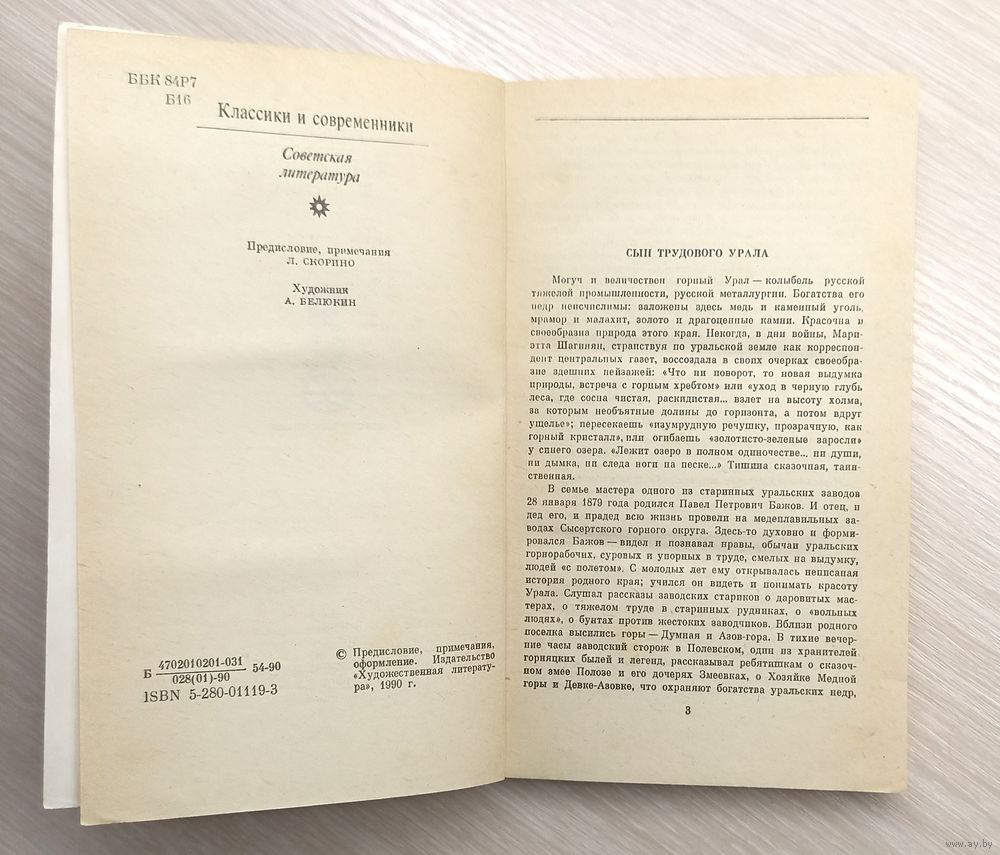 ББК 84Р7
Б16
Классики и современники
Советская
литература
Предисловие, примечания
Л. СКОРИНО
Художник
А. БЕЛЮКИН
Б 4702010201-031 54-90
028(01)-90
ISBN 5-280-01119-3
© Предисловие, примечания,
оформление. Издательство
«Художественная литерату-
ра», 1990 г.
СЫН ТРУДОВОГО УРАЛА
Могуч и величествен горный Урал — колыбель русской
тяжелой промышленности, русской металлургии. Богатства его
недр неисчислимы: заложены здесь медь и каменный уголь,
мрамор и малахит, золото и драгоценные камни. Красочна и
своеобразна природа этого края. Некогда, в дни войны, Мари-
этта Шагинян, странствуя по уральской земле как корреспон-
дент центральных газет, воссоздала в своих очерках своеобра-
зие здешних пейзажей: «Что ни поворот, то новая выдумка
природы, встреча с горным хребтом» или «уход в черную глубь
леса, где сосна чистая, раскидистая... взлет на высоту холма,
за которым необъятные долины до горизонта, а потом вдруг
ущелье»; пересекаешь «изумрудную речушку, прозрачную, как
горный кристалл», или огибаешь «золотисто-зеленые заросли»
у синего озера. «Лежит озеро в полном одиночестве... ни души,
ни дымка, ни следа ноги на песке...» Тишина сказочная, таин-
ственная.
В семье мастера одного из старинных уральских заводов
28 января 1879 года родился Павел Петрович Бажов. И отец, и
дед его, и прадед всю жизнь провели на медеплавильных за-
водах Сысертского горного округа. Здесь-то духовно и форми-
ровался Бажов — видел и познавал нравы, обычаи уральских
горнорабочих, суровых и упорных в труде, смелых на выдумку,
людей «с полетом». С молодых лет ему открывалась неписаная
история родного края; учился он видеть и понимать красоту
Урала. Слушал рассказы заводских стариков о даровитых мас-
терах, о тяжелом труде в старинных рудниках, о «вольных
людях», о бунтах против жестоких заводчиков. Вблизи родного
поселка высились горы — Думная и Азов-гора. В тихие вечер-
ние часы заводский сторож в Полевском, один из хранителей
горняцких былей и легенд, рассказывал ребятишкам о сказоч-
ном змее Полозе и его дочерях Змеевках, о Хозяйке Медной
горы и Девке-Азовке, что охраняют богатства уральских недр,
3
www.ay.by